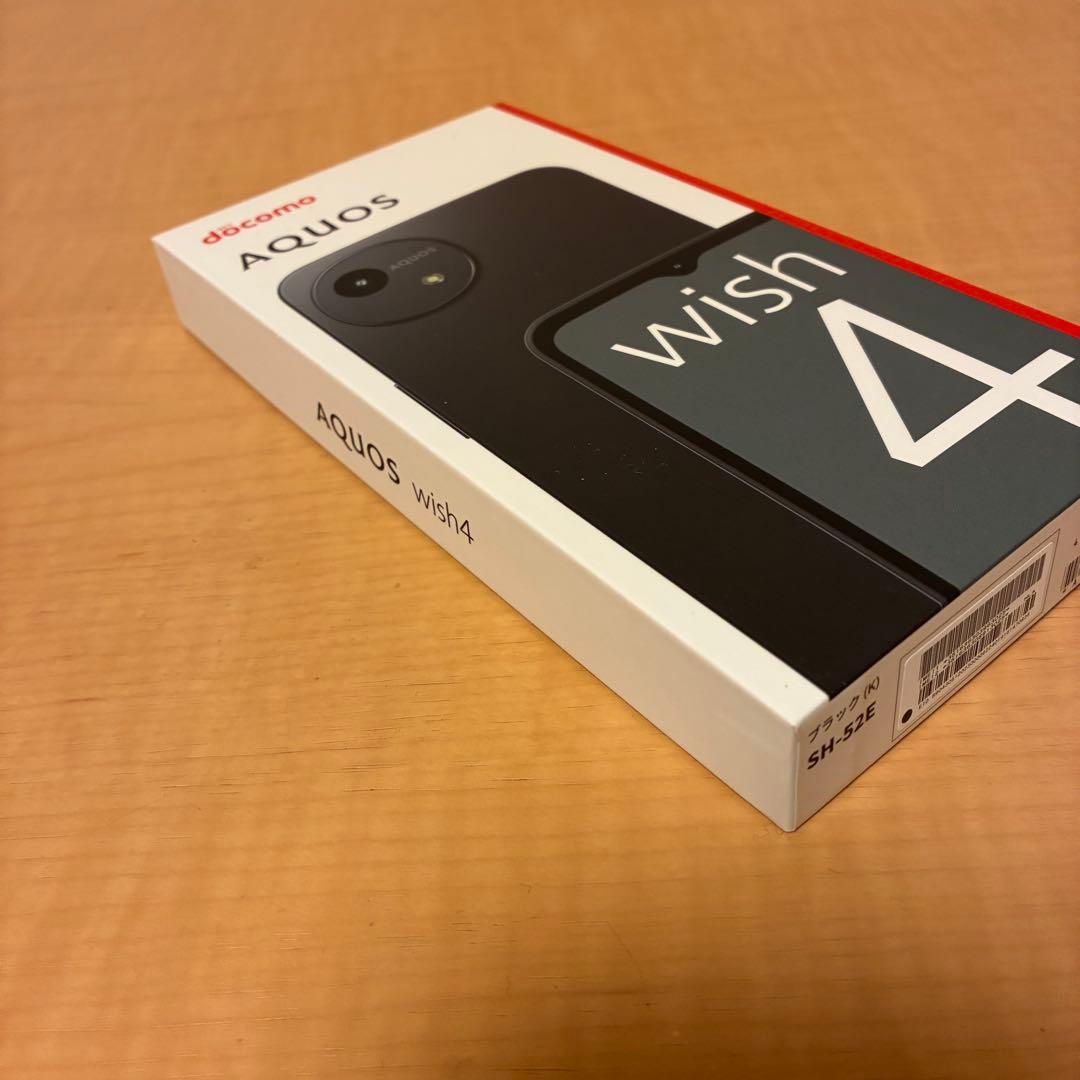 docomo
AQUOS
AQUOS
wish
4
AQUOS wish4
ブラック(K)
SH-52E